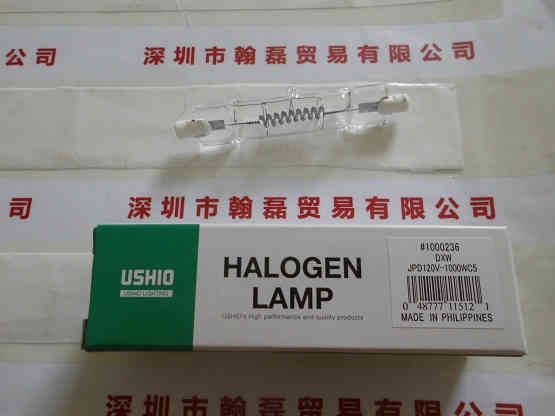 公司
深圳市翰磊贸易有限公司
司
深圳市翰磊贸易有限公司
USHIO
USHIO LIGHTING
HALOGEN
LAMP
USHIO's high performance and quality products
#1000236
DXW
JPD120V-1000WC5
0 48777 11512 1
MADE IN PHILIPPINES
深圳市翰磊贸易有限公司